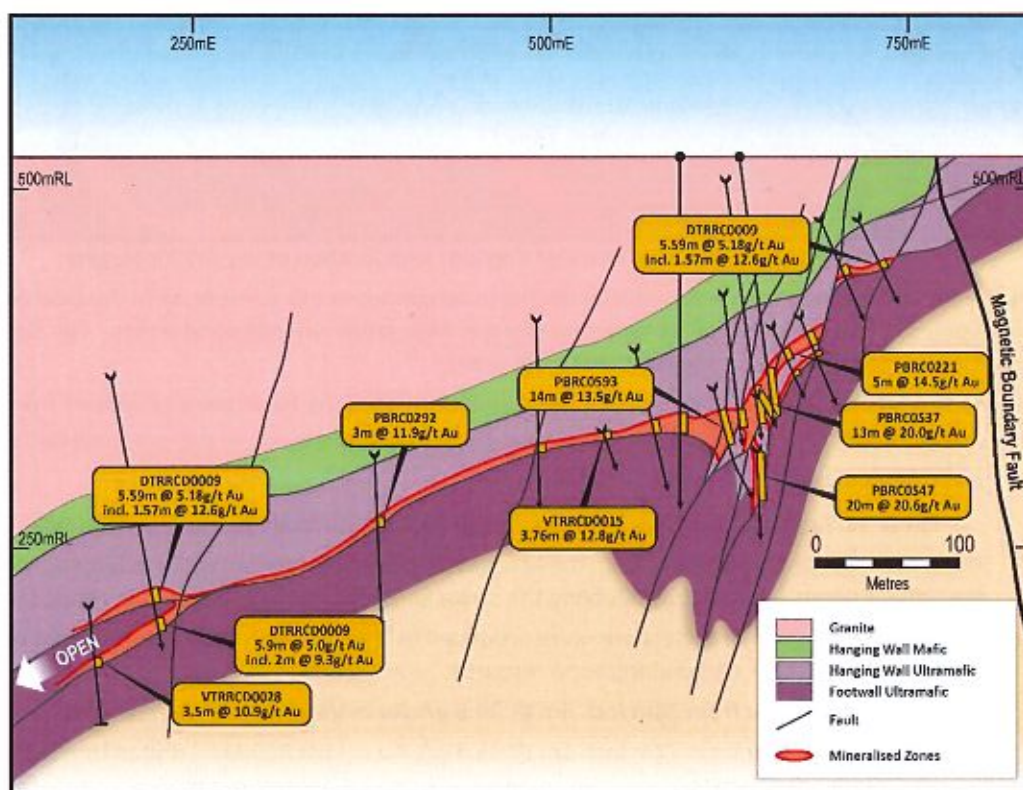 250mE
500mE
750mE
500mRL
500mRL
DTRRC0009
5.59m @ 5.18g/t Au
Incl. 1.57m @ 12.6g/t Au
Magnetic Boundary Fault
PBRC0221
5m @ 14.5g/t Au
PBRC0593
14m @ 13.5g/t Au
PBRC0292
3m @ 11.9g/t Au
PBRC0537
13m @ 20.0g/t Au
DTRRCD0009
5.59m @ 5.18g/t Au
incl. 1.57m @ 12.6g/t Au
PBRC0547
20m @ 20.6g/t Au
VTRRCD0015
3.76m @ 12.8g/t Au
250mRL
0
100
Metres
OPEN
DTRRCD0009
5.9m @ 5.0g/t Au
incl. 2m @ 9.3g/t Au
VTRRCD0028
3.5m @ 10.9g/t Au
Granite
Hanging Wall Mafic
Hanging Wall Ultramafic
Footwall Ultramafic
Fault
Mineralised Zones